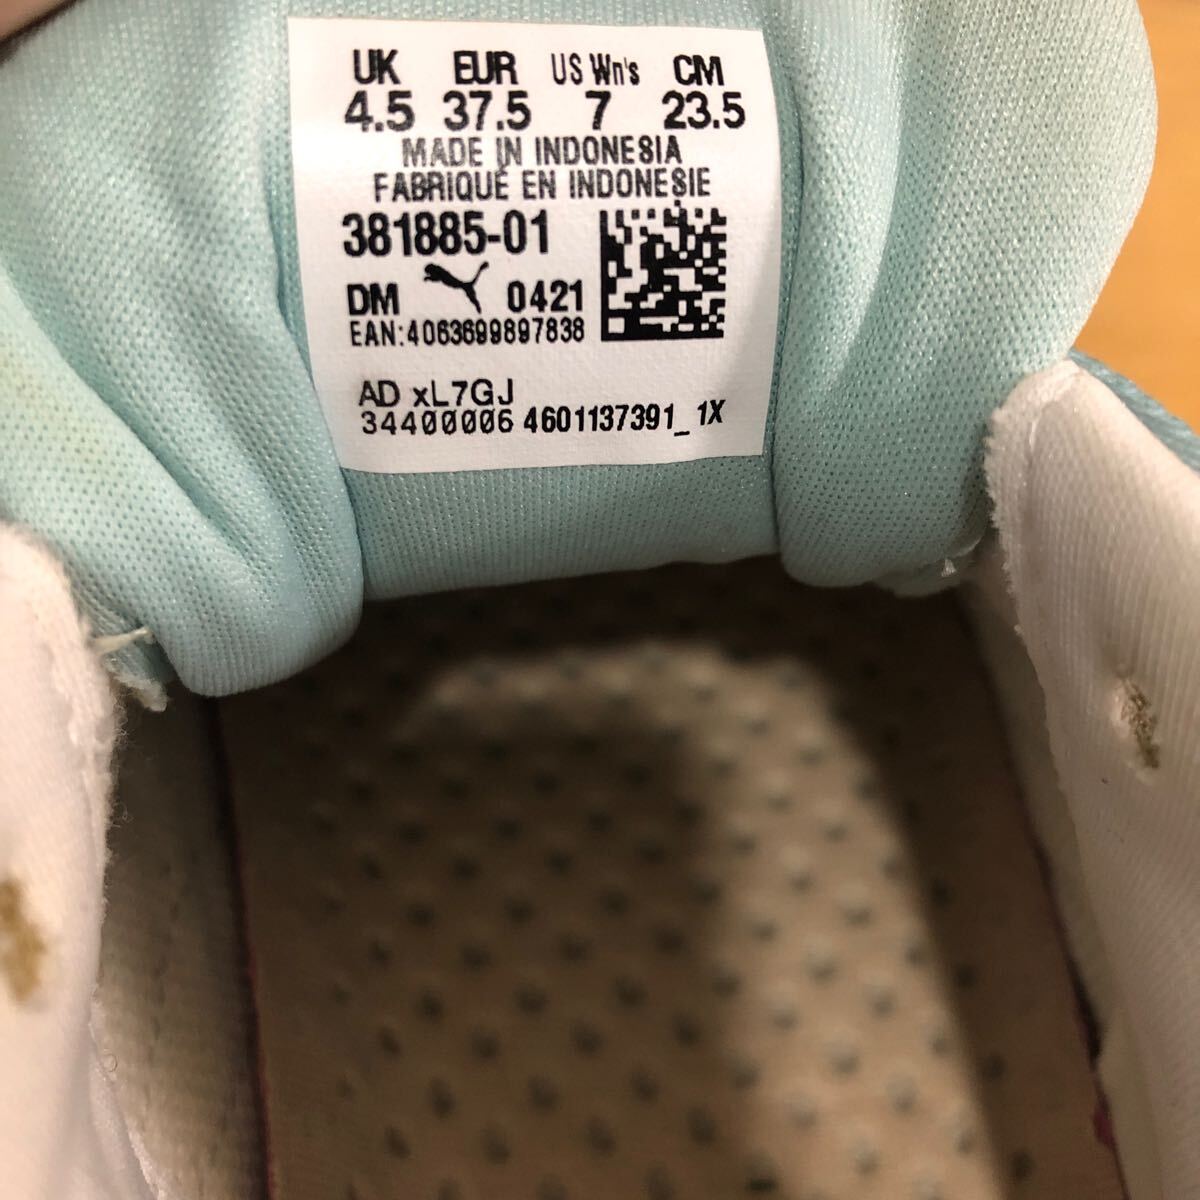 UK EUR US Wn's CM
4.5 37.5 7 23.5
MADE IN INDONESIA
FABRIQUÉ EN INDONESIE
381885-01
DM 0421
EAN:4063699897838
AD xL7GJ
34400006 4601137391_1X